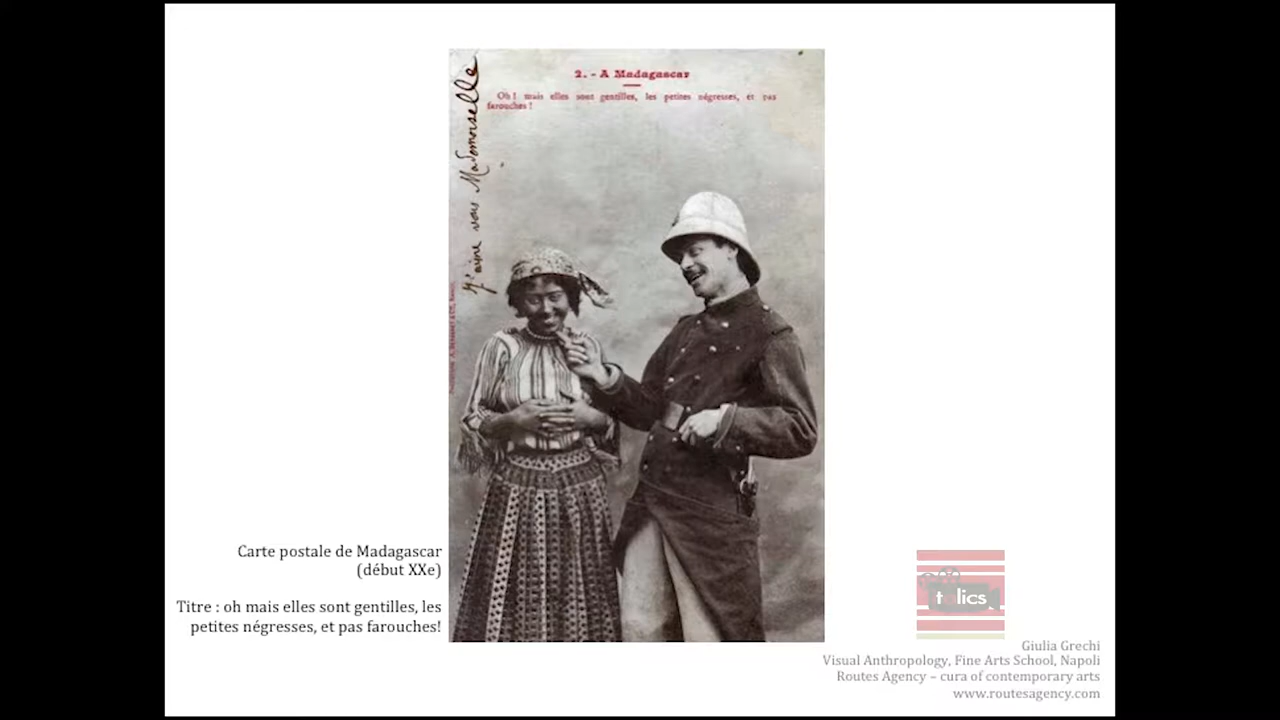 2. - A Madagascar
Oh ! mais elles sont gentilles, les petites négresses, et pas
farouches !
J'aime vous Mademoiselle
Carte postale de Madagascar
(début XXe)
Titre : oh mais elles sont gentilles, les
petites négresses, et pas farouches!
tolics
Giulia Grechi
Visual Anthropology, Fine Arts School, Napoli
Routes Agency – cura of contemporary arts
www.routesagency.com